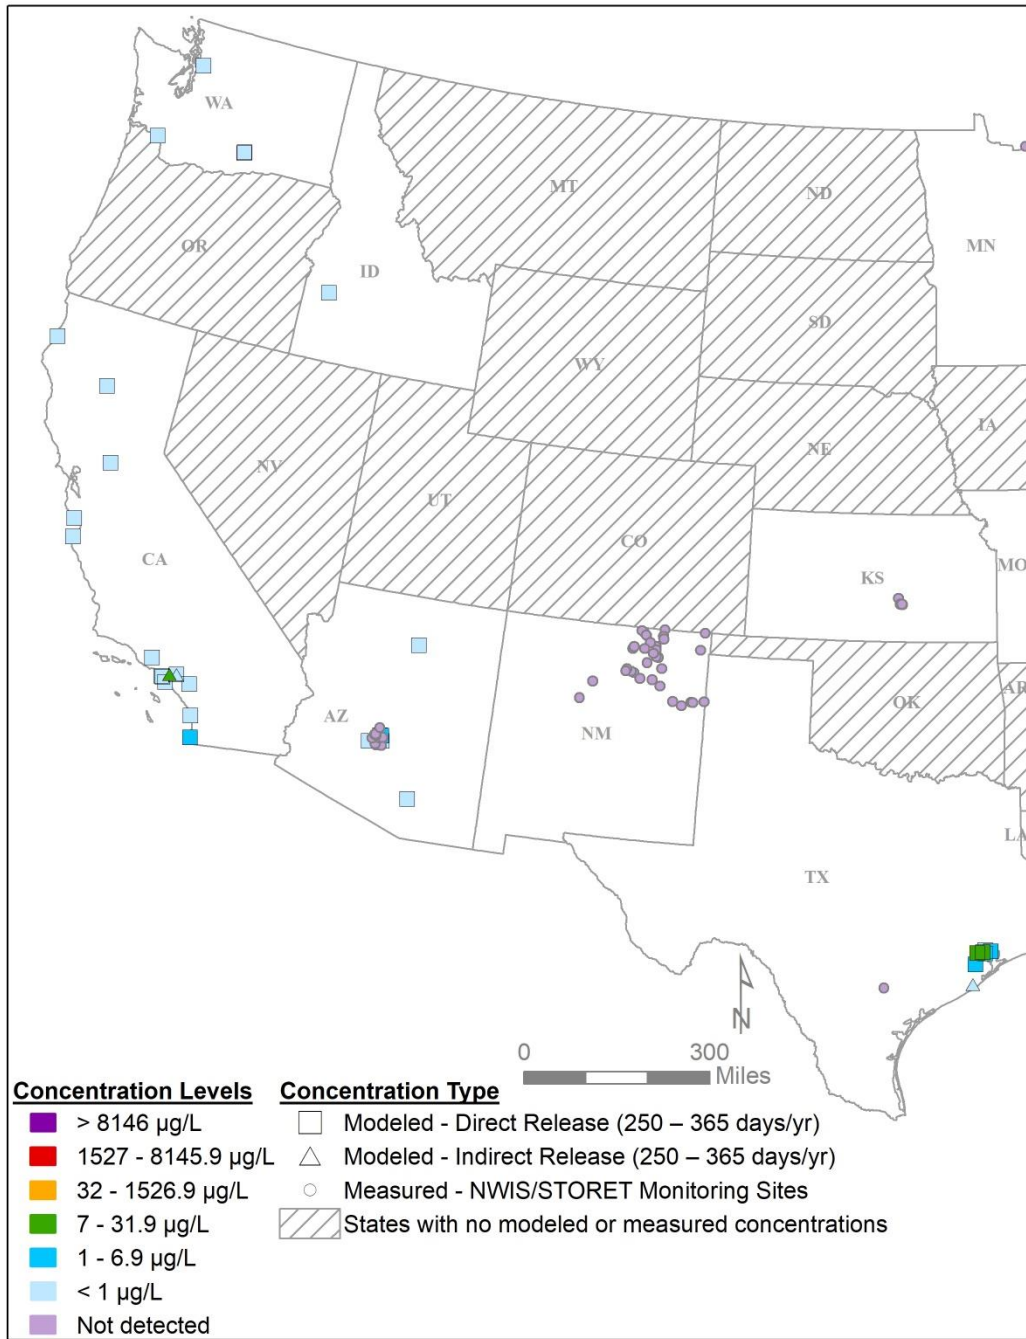 WA
MT
ND
MN
OR
ID
SD
WY
IA
NE
NV
UT
CO
CA
KS
MO
AZ
NM
OK
AR
TX
LA
N
0 300
Miles
Concentration Levels
> 8146 µg/L
1527 - 8145.9 µg/L
32 - 1526.9 µg/L
7 - 31.9 µg/L
1 - 6.9 µg/L
< 1 µg/L
Not detected
Concentration Type
Modeled - Direct Release (250 – 365 days/yr)
Modeled - Indirect Release (250 – 365 days/yr)
Measured - NWIS/STORET Monitoring Sites
States with no modeled or measured concentrations